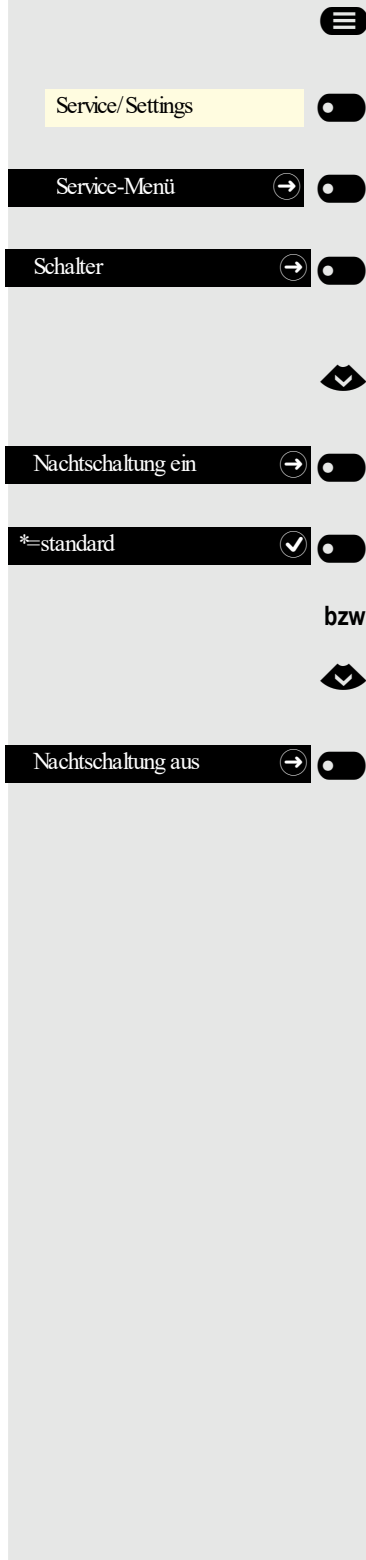 Service/Settings
Service-Menü
Schalter
Nachtschaltung ein
*=standard
bzw
Nachtschaltung aus